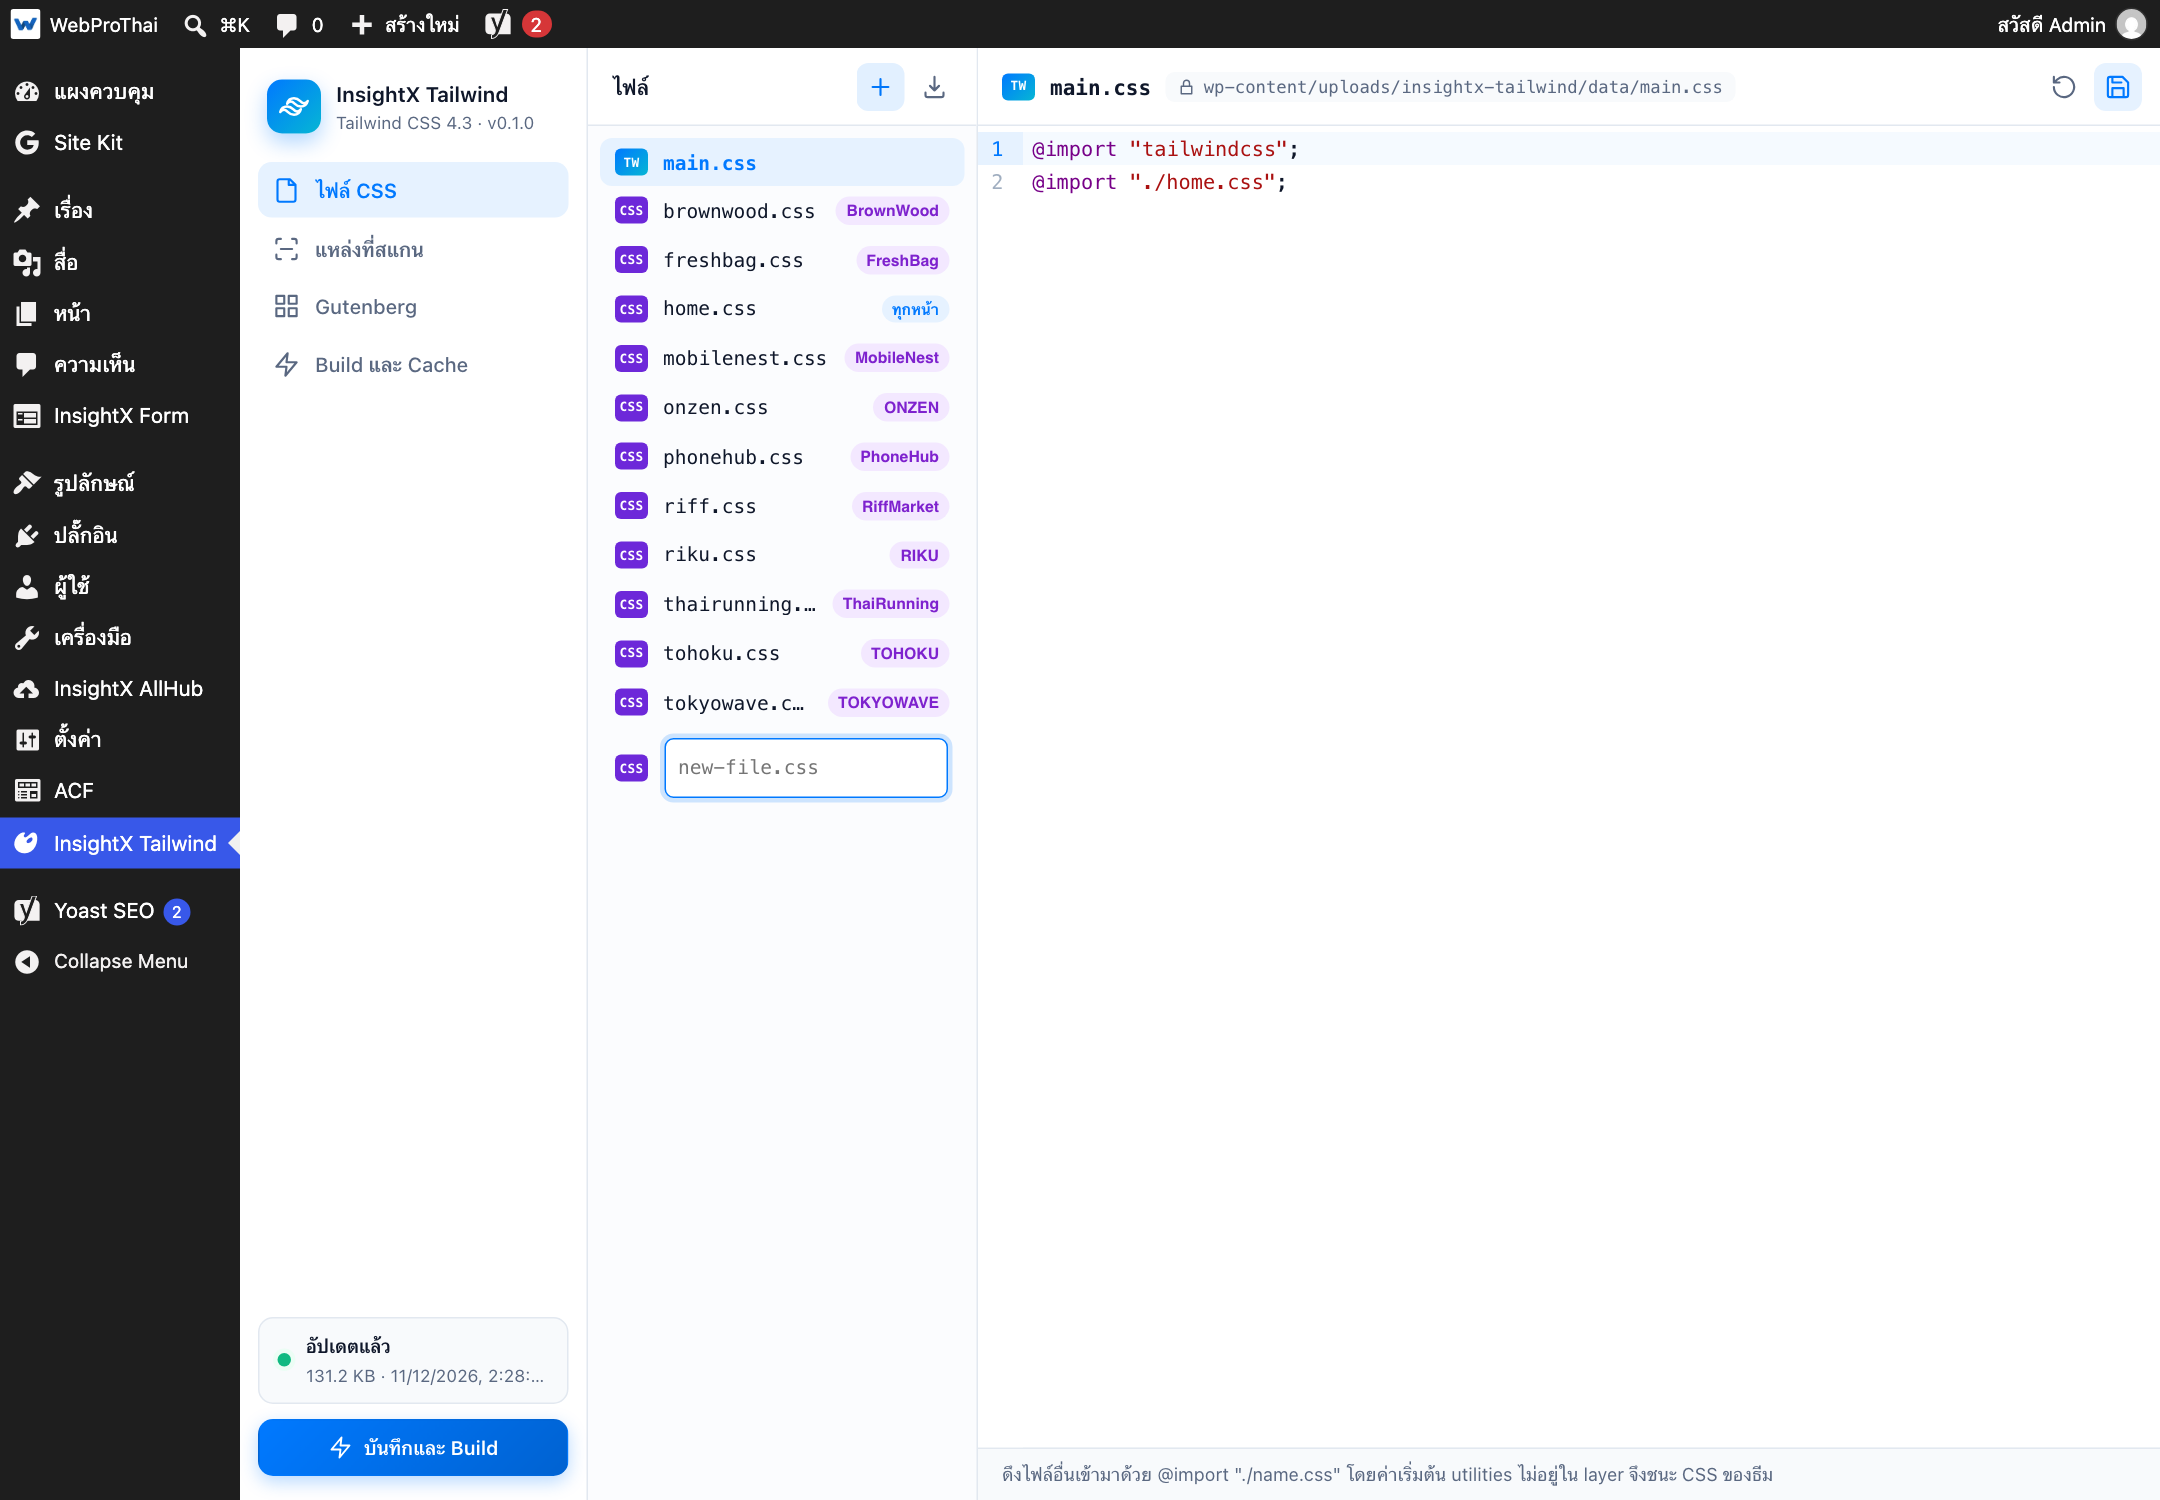 WebProThai
⌘K
0
สร้างใหม่
2
สวัสดี Admin
แผงควบคุม
Site Kit
เรื่อง
สื่อ
หน้า
ความเห็น
InsightX Form
รูปลักษณ์
ปลั๊กอิน
ผู้ใช้
เครื่องมือ
InsightX AllHub
ตั้งค่า
ACF
InsightX Tailwind
Yoast SEO 2
Collapse Menu
InsightX Tailwind
Tailwind CSS 4.3 · v0.1.0
ไฟล์ CSS
แหล่งที่สแกน
Gutenberg
Build และ Cache
อัปเดตแล้ว
131.2 KB · 11/12/2026, 2:28:...
บันทึกและ Build
ไฟล์
TW main.css
CSS brownwood.css BrownWood
CSS freshbag.css FreshBag
CSS home.css ทุกหน้า
CSS mobilenest.css MobileNest
CSS onzen.css ONZEN
CSS phonehub.css PhoneHub
CSS riff.css RiffMarket
CSS riku.css RIKU
CSS thairunning.… ThaiRunning
CSS tohoku.css TOHOKU
CSS tokyowave.c… TOKYOWAVE
CSS new-file.css
TW main.css wp-content/uploads/insightx-tailwind/data/main.css
1 @import "tailwindcss";
2 @import "./home.css";
ดึงไฟล์อื่นเข้ามาด้วย @import "./name.css" โดยค่าเริ่มต้น utilities ไม่อยู่ใน layer จึงชนะ CSS ของธีม